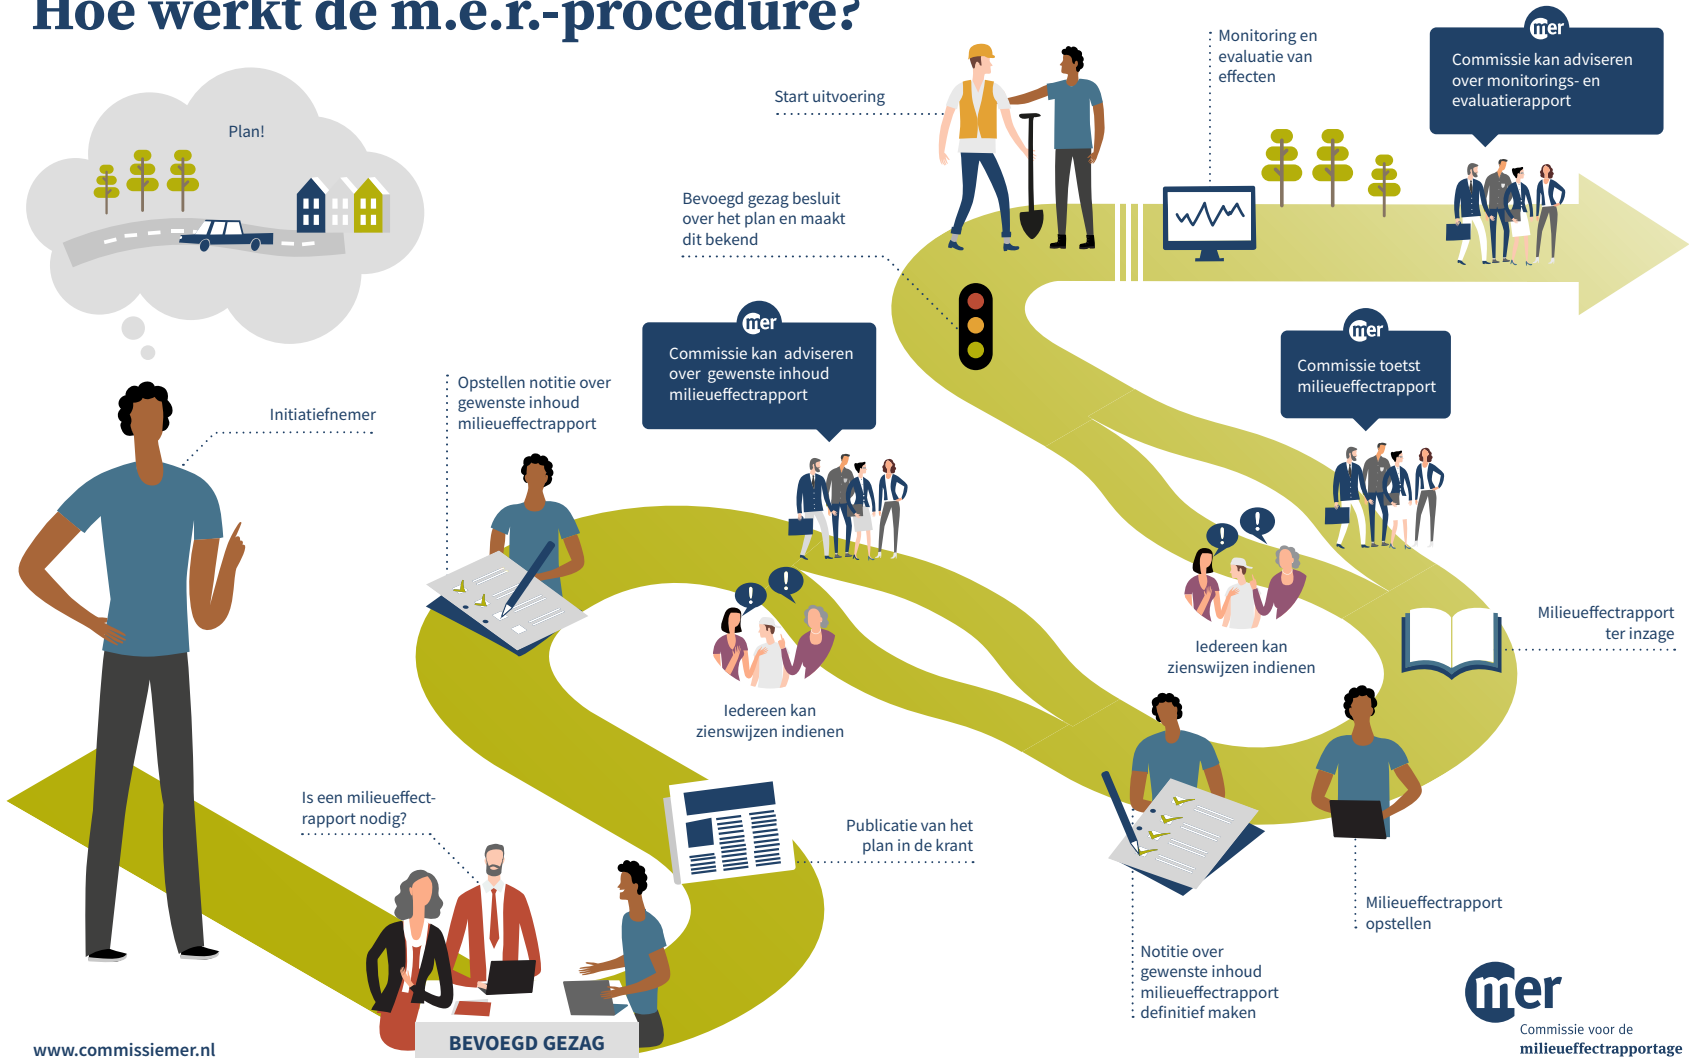 Hoe werkt de m.e.r.-procedure?
Plan!
Initiatiefnemer
Is een milieueffect-
rapport nodig?
BEVOEGD GEZAG
Publicatie van het
plan in de krant
Opstellen notitie over
gewenste inhoud
milieueffectrapport
mer
Commissie kan adviseren
over gewenste inhoud
milieueffectrapport
! !
Iedereen kan
zienswijzen indienen
Notitie over
gewenste inhoud
milieueffectrapport
definitief maken
Milieueffectrapport
opstellen
Milieueffectrapport
ter inzage
mer
Commissie toetst
milieueffectrapport
! !
Iedereen kan
zienswijzen indienen
Bevoegd gezag besluit
over het plan en maakt
dit bekend
Start uitvoering
Monitoring en
evaluatie van
effecten
mer
Commissie kan adviseren
over monitorings- en
evaluatierapport
www.commissiemer.nl
mer
Commissie voor de
milieueffectrapportage